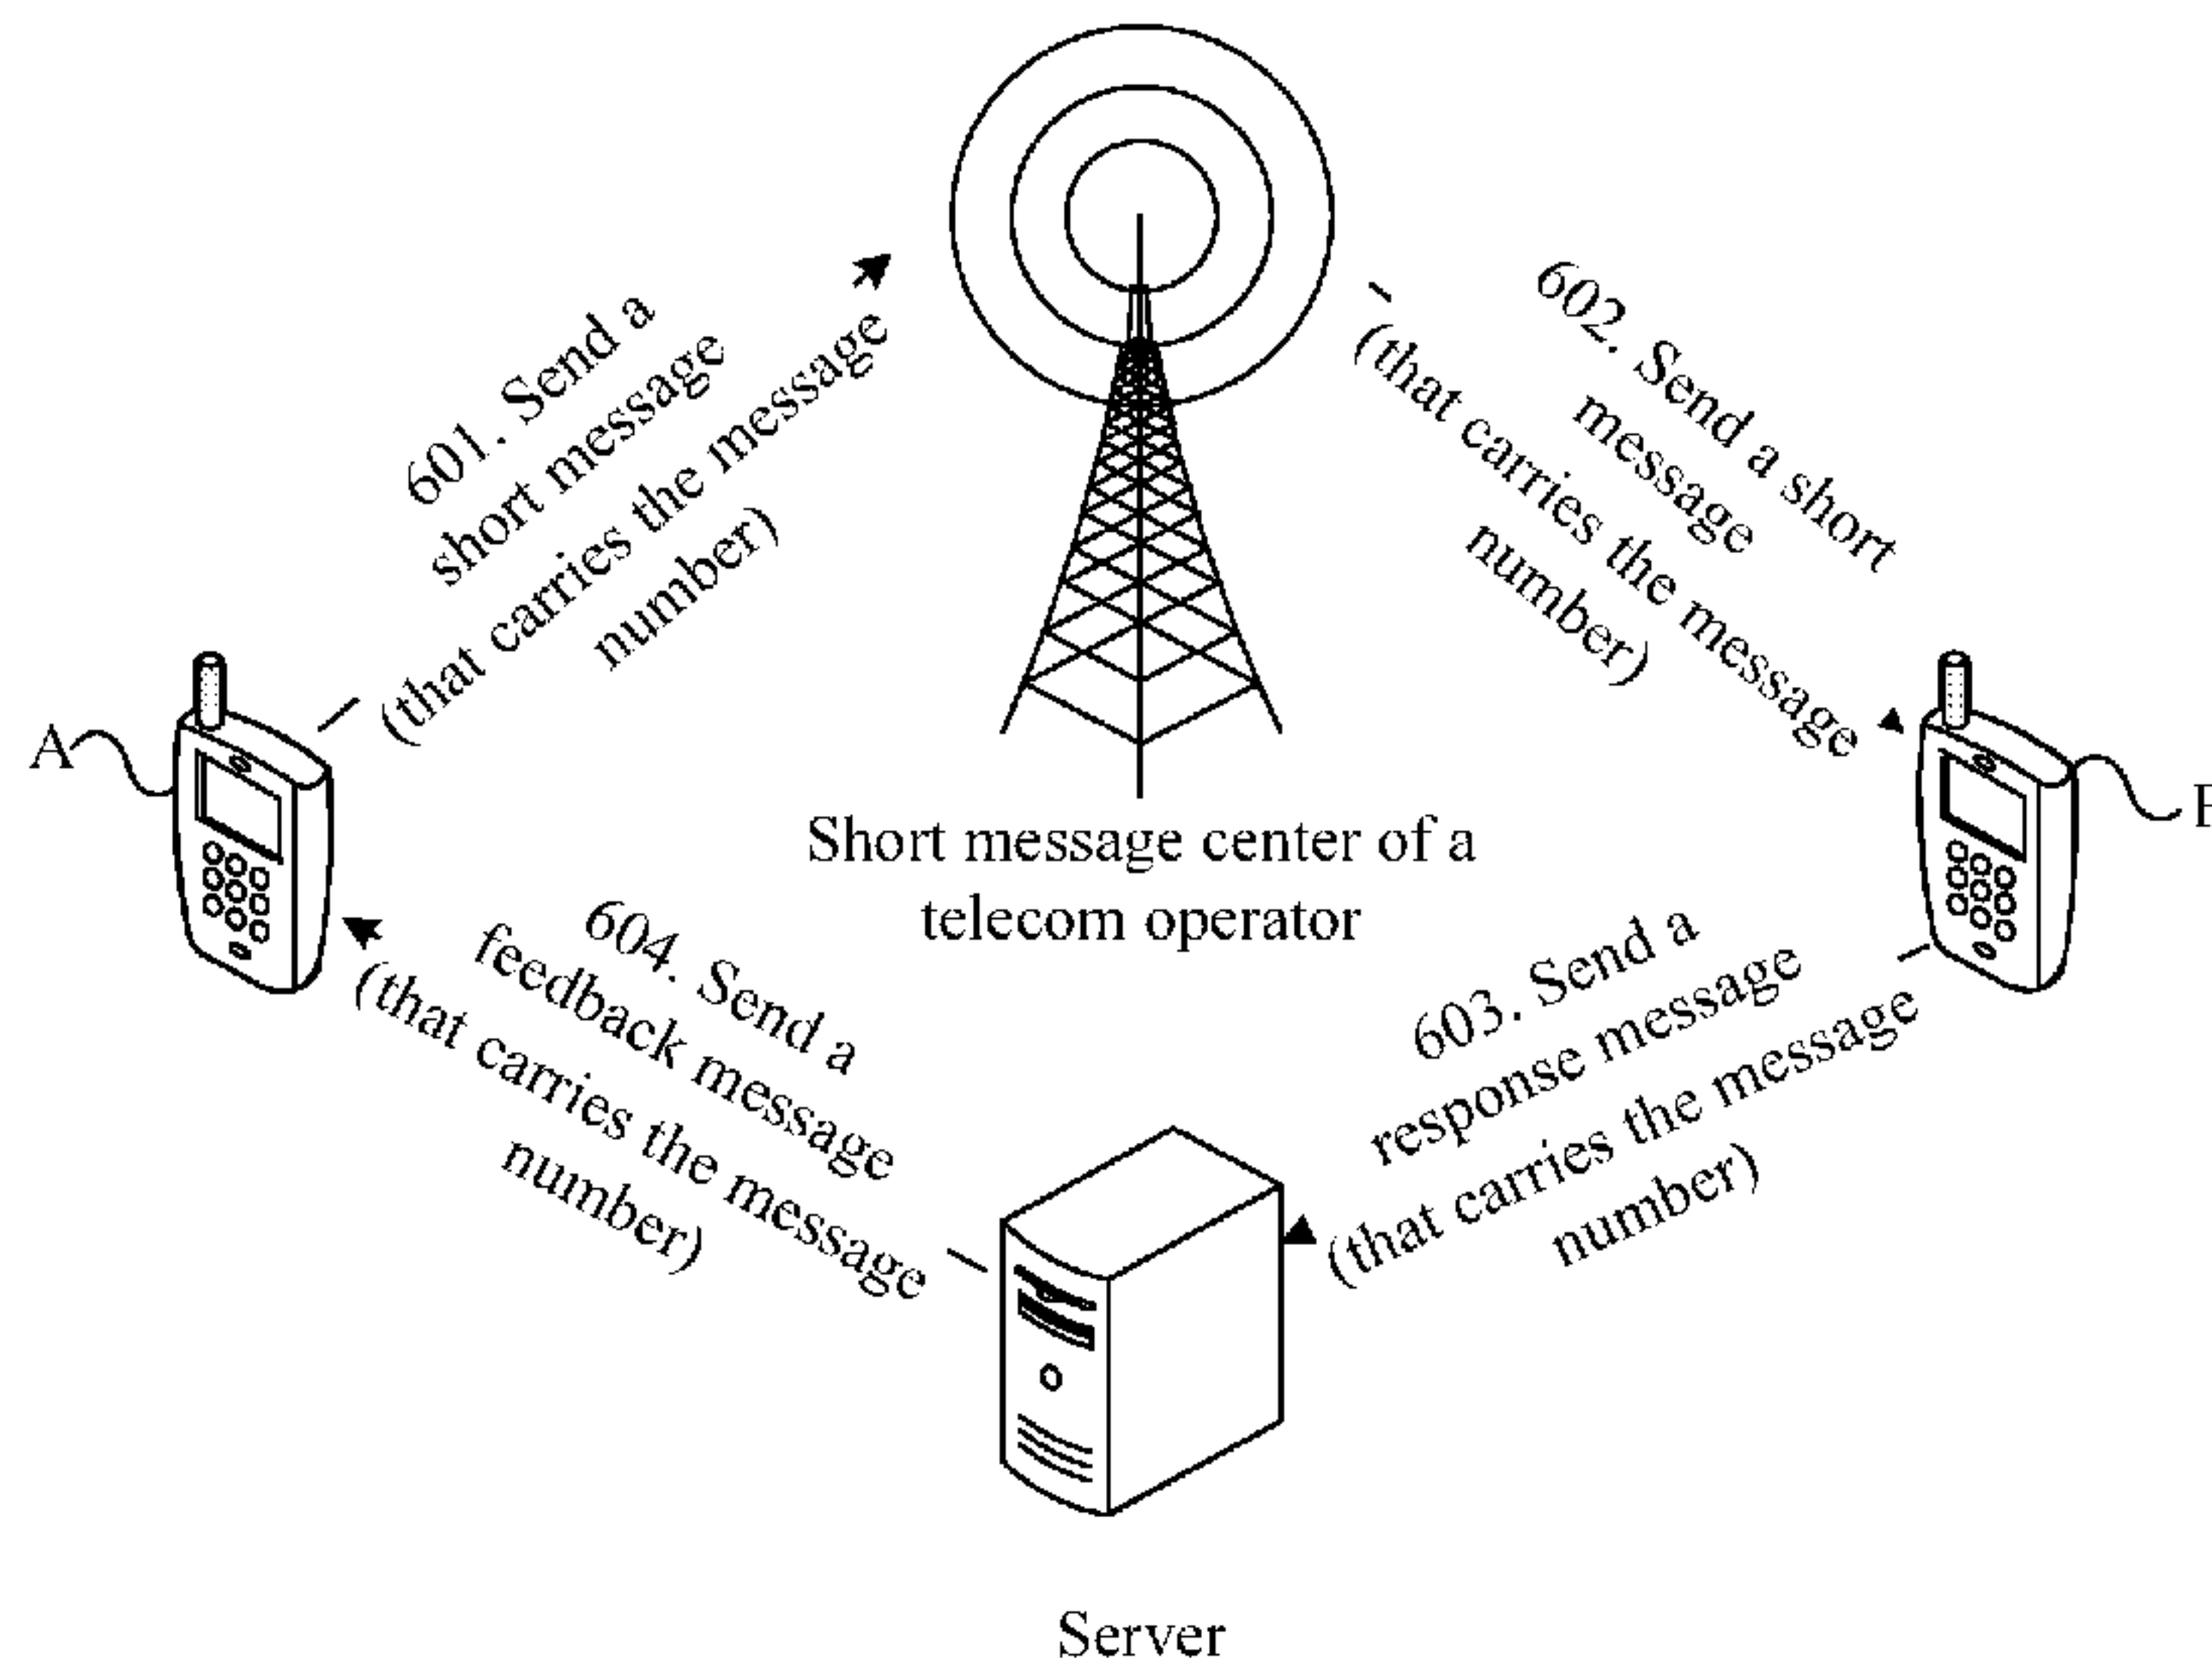 601. Send a
short message
(that carries the message
number)
602. Send a short
message
(that carries the message
number)
A
Short message center of a
telecom operator
604. Send a
feedback message
(that carries the message
number)
603. Send a
response message
(that carries the message
number)
Server